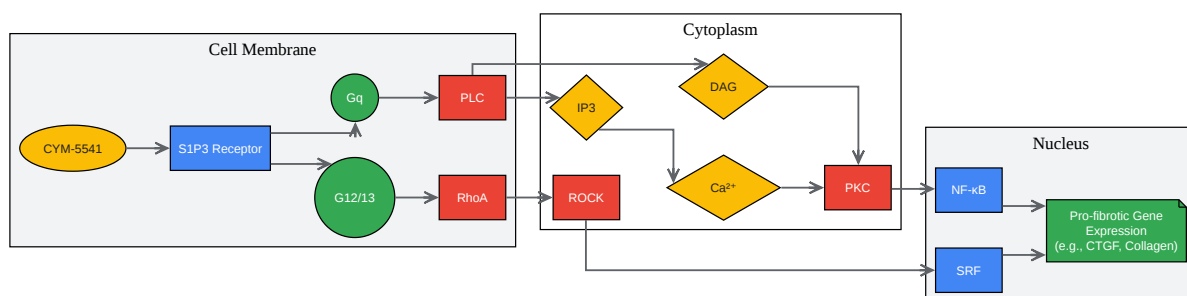 Cell Membrane
CYM-5541
S1P3 Receptor
Gq
G12/13
PLC
RhoA
Cytoplasm
IP3
DAG
Ca²⁺
ROCK
PKC
Nucleus
NF-κB
SRF
Pro-fibrotic Gene
Expression
(e.g., CTGF, Collagen)